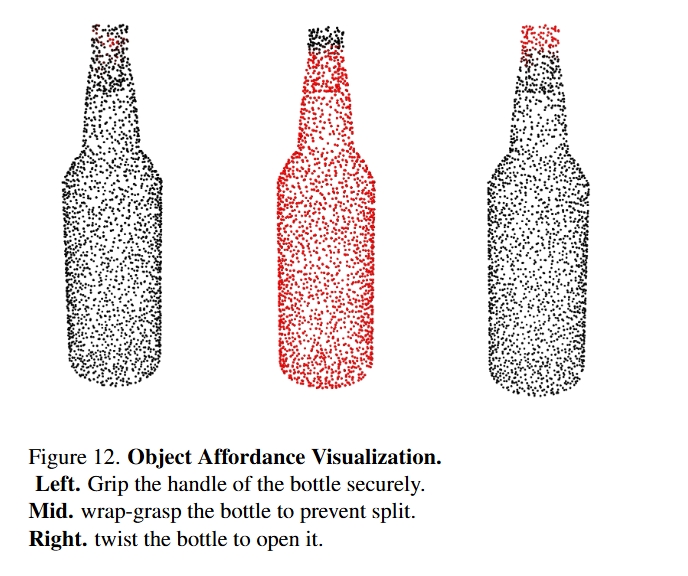 Figure 12. Object Affordance Visualization.
Left. Grip the handle of the bottle securely.
Mid. wrap-grasp the bottle to prevent split.
Right. twist the bottle to open it.